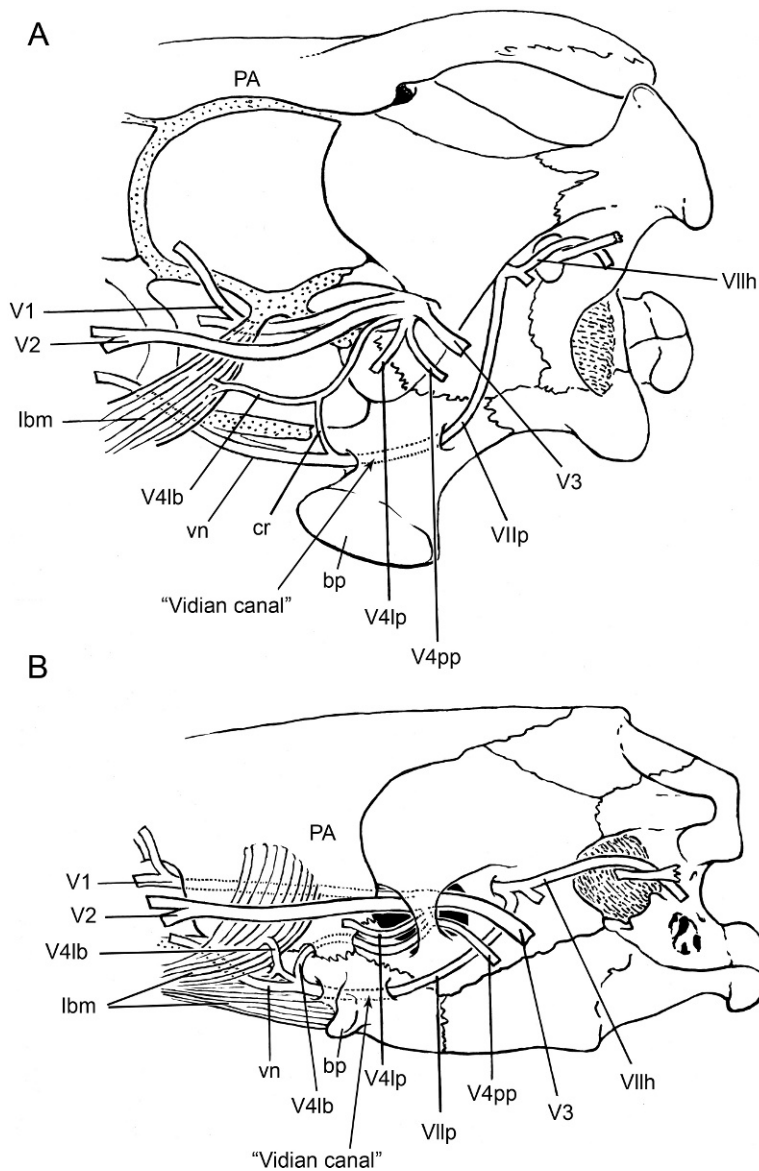 A
PA
V1
V2
lbm
V4lb
vn
cr
"Vidian canal"
bp
V4lp
V4pp
VIIp
V3
VIIh
B
PA
V1
V2
V4lb
lbm
vn
V4lb
bp
"Vidian canal"
V4lp
VIIp
V4pp
V3
VIIh